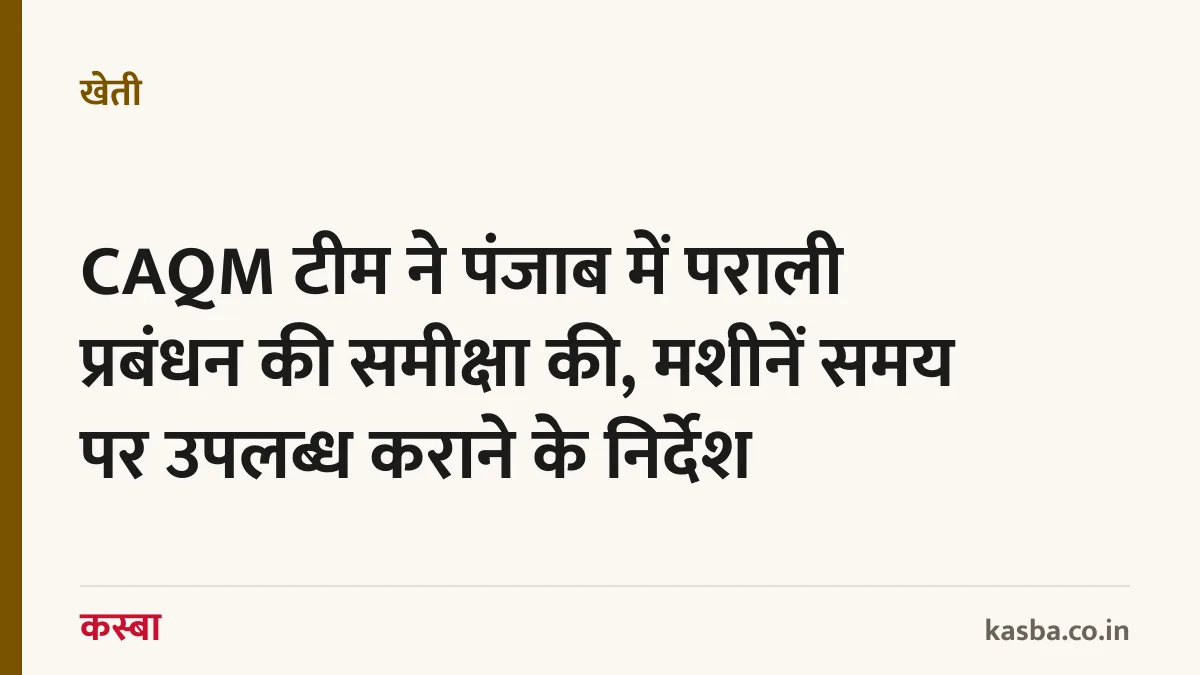 खेती
CAQM टीम ने पंजाब में पराली
प्रबंधन की समीक्षा की, मशीनें समय
पर उपलब्ध कराने के निर्देश
कस्बा
kasba.co.in